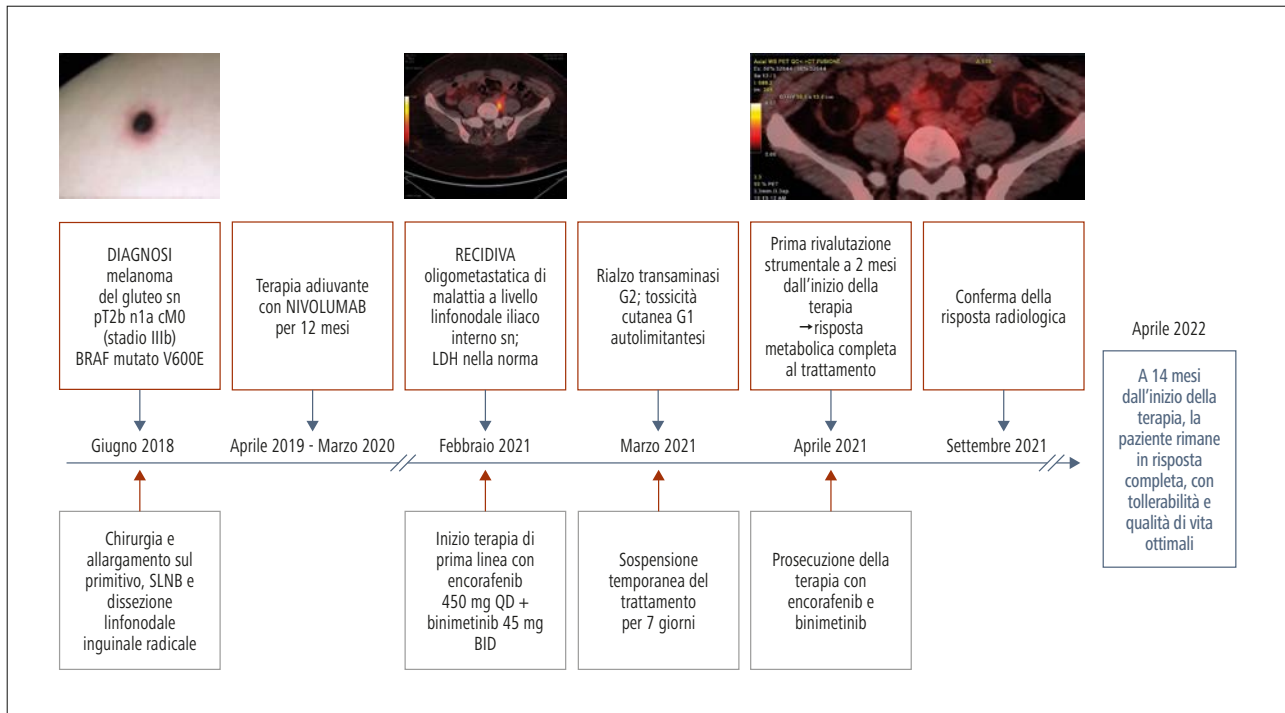 DIAGNOSI
melanoma
del gluteo sn
pT2b n1a cM0
(stadio IIIb)
BRAF mutato V600E
Terapia adiuvante
con NIVOLUMAB
per 12 mesi
RECIDIVA
oligometastatica di
malattia a livello
linfonodale iliaco
interno sn;
LDH nella norma
Rialzo transaminasi
G2; tossicità
cutanea G1
autolimitantesi
Prima rivalutazione
strumentale a 2 mesi
dall’inizio della
terapia
→risposta
metabolica completa
al trattamento
Conferma della
risposta radiologica
Aprile 2022
A 14 mesi
dall’inizio della
terapia, la
paziente rimane
in risposta
completa, con
tollerabilità e
qualità di vita
ottimali
Giugno 2018
Aprile 2019 - Marzo 2020
Febbraio 2021
Marzo 2021
Aprile 2021
Settembre 2021
Chirurgia e
allargamento sul
primitivo, SLNB e
dissezione
linfonodale
inguinale radicale
Inizio terapia di
prima linea con
encorafenib
450 mg QD +
binimetinib 45 mg
BID
Sospensione
temporanea del
trattamento
per 7 giorni
Prosecuzione della
terapia con
encorafenib e
binimetinib